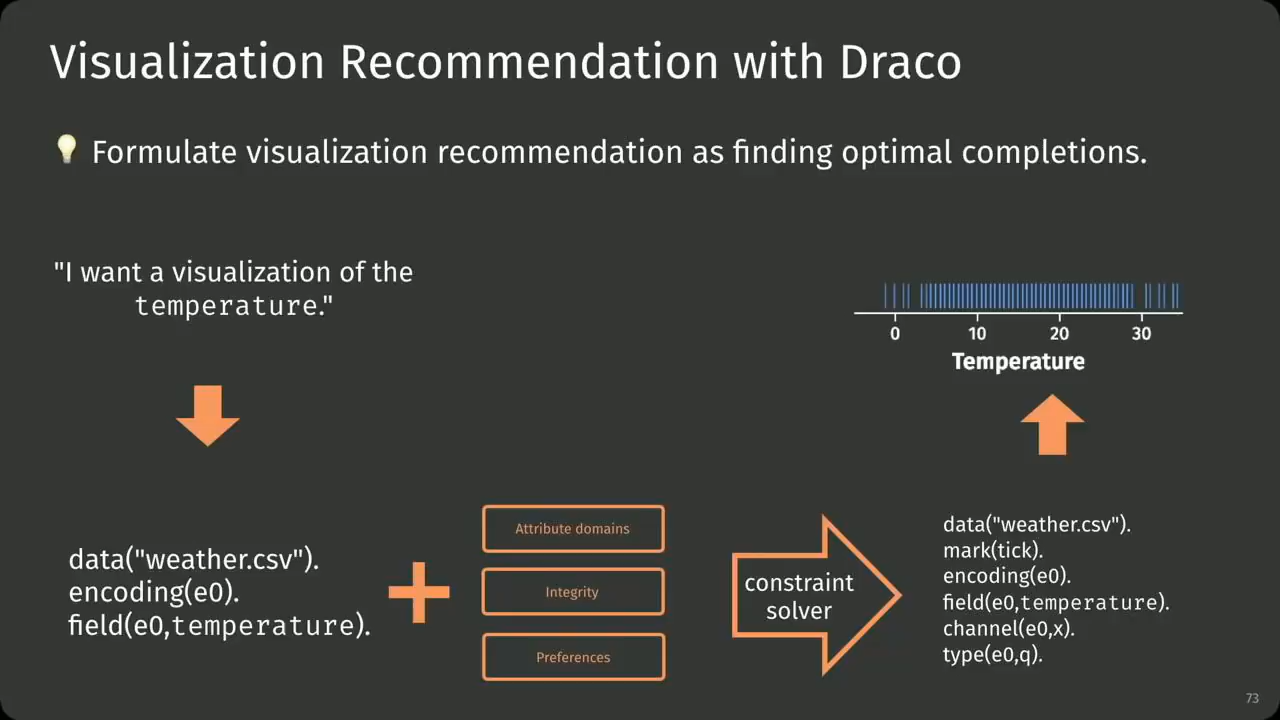 Visualization Recommendation with Draco
💡 Formulate visualization recommendation as finding optimal completions.
"I want a visualization of the
temperature."
data("weather.csv").
encoding(e0).
field(e0,temperature).
Attribute domains
Integrity
Preferences
constraint
solver
0 10 20 30
Temperature
data("weather.csv").
mark(tick).
encoding(e0).
field(e0,temperature).
channel(e0,x).
type(e0,q).
73